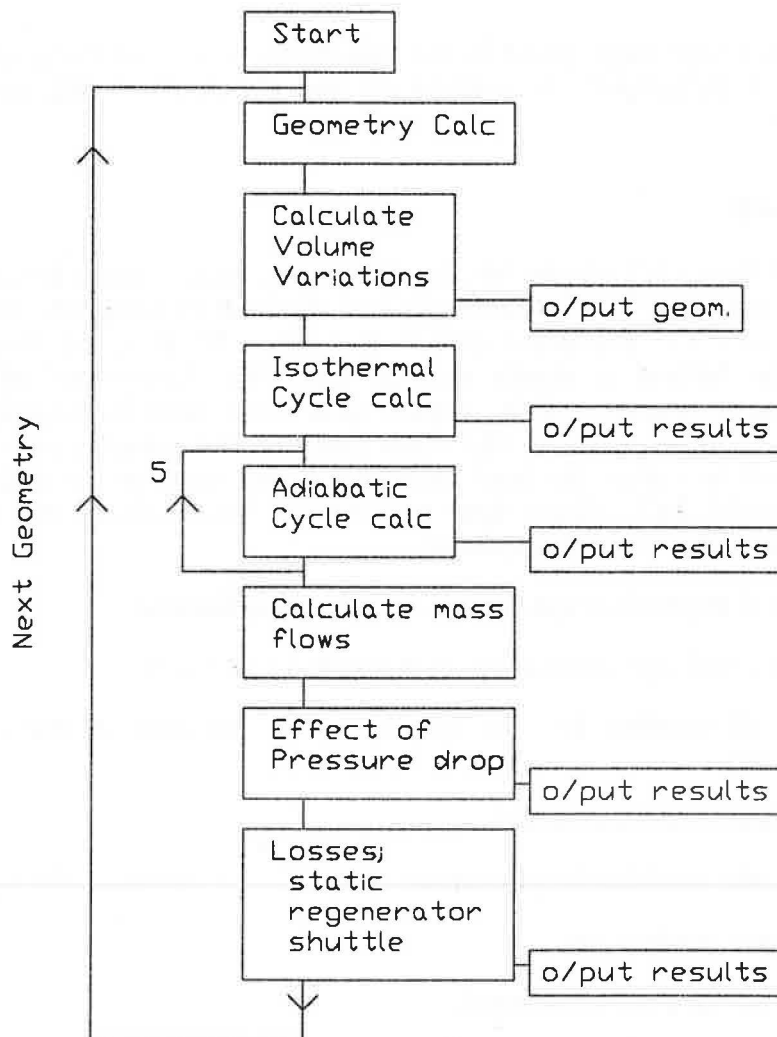 Start
Geometry Calc
Calculate
Volume
Variations
o/put geom.
Isothermal
Cycle calc
o/put results
5
Adiabatic
Cycle calc
o/put results
Next Geometry
Calculate mass
flows
Effect of
Pressure drop
o/put results
Losses;
static
regenerator
shuttle
o/put results